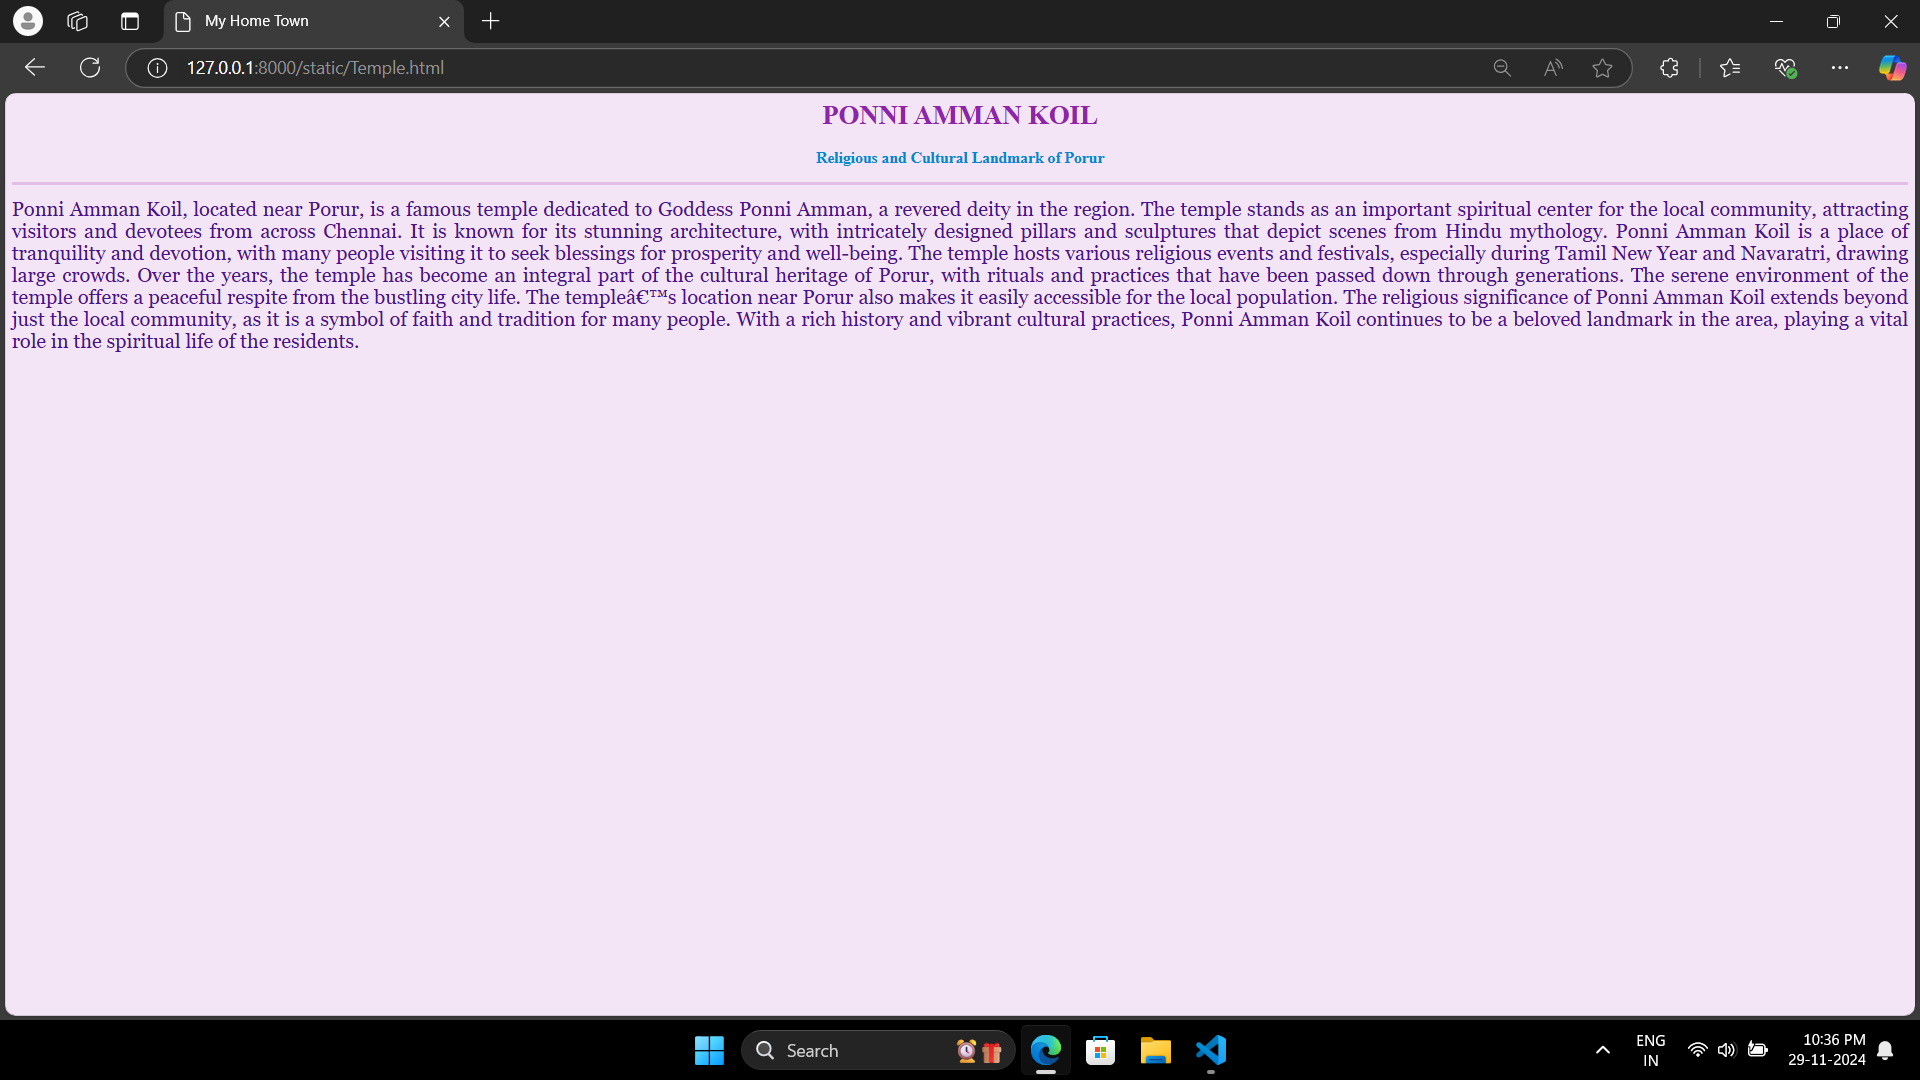 My Home Town
127.0.0.1:8000/static/Temple.html
PONNI AMMAN KOIL
Religious and Cultural Landmark of Porur
Ponni Amman Koil, located near Porur, is a famous temple dedicated to Goddess Ponni Amman, a revered deity in the region. The temple stands as an important spiritual center for the local community, attracting
visitors and devotees from across Chennai. It is known for its stunning architecture, with intricately designed pillars and sculptures that depict scenes from Hindu mythology. Ponni Amman Koil is a place of
tranquility and devotion, with many people visiting it to seek blessings for prosperity and well-being. The temple hosts various religious events and festivals, especially during Tamil New Year and Navaratri, drawing
large crowds. Over the years, the temple has become an integral part of the cultural heritage of Porur, with rituals and practices that have been passed down through generations. The serene environment of the
temple offers a peaceful respite from the bustling city life. The templeâ€™s location near Porur also makes it easily accessible for the local population. The religious significance of Ponni Amman Koil extends beyond
just the local community, as it is a symbol of faith and tradition for many people. With a rich history and vibrant cultural practices, Ponni Amman Koil continues to be a beloved landmark in the area, playing a vital
role in the spiritual life of the residents.
Search
ENG
IN
10:36 PM
29-11-2024